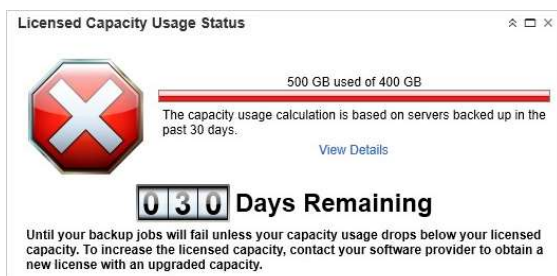 Licensed Capacity Usage Status
500 GB used of 400 GB
The capacity usage calculation is based on servers backed up in the
past 30 days.
View Details
030 Days Remaining
Until your backup jobs will fail unless your capacity usage drops below your licensed
capacity. To increase the licensed capacity, contact your software provider to obtain a
new license with an upgraded capacity.